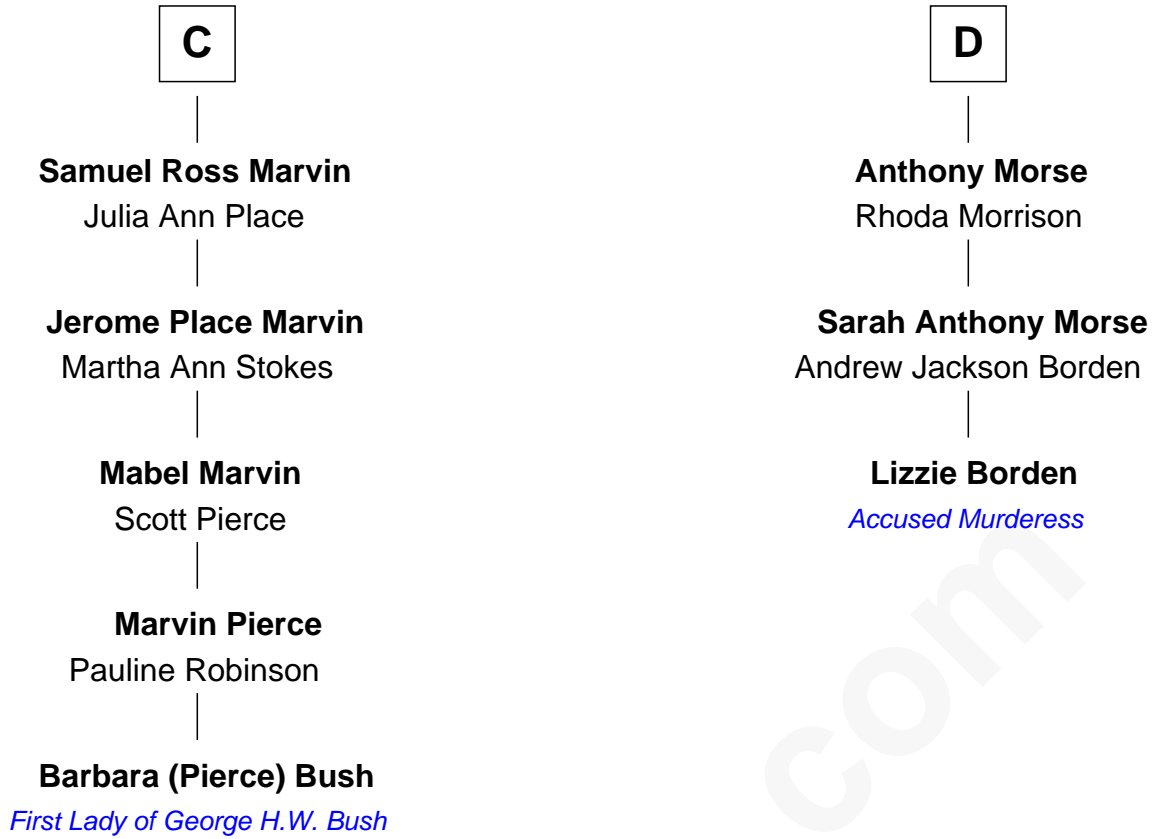 C
Samuel Ross Marvin
Julia Ann Place
Jerome Place Marvin
Martha Ann Stokes
Mabel Marvin
Scott Pierce
Marvin Pierce
Pauline Robinson
Barbara (Pierce) Bush
First Lady of George H.W. Bush
D
Anthony Morse
Rhoda Morrison
Sarah Anthony Morse
Andrew Jackson Borden
Lizzie Borden
Accused Murderess
com